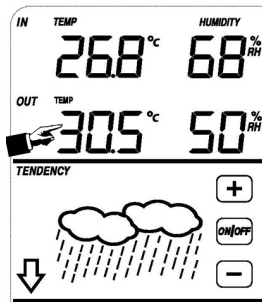 IN TEMP HUMIDITY
26.8 °C 68 % RH
OUT TEMP
30.5 °C 50 % RH
TENDENCY
+
ON/OFF
−